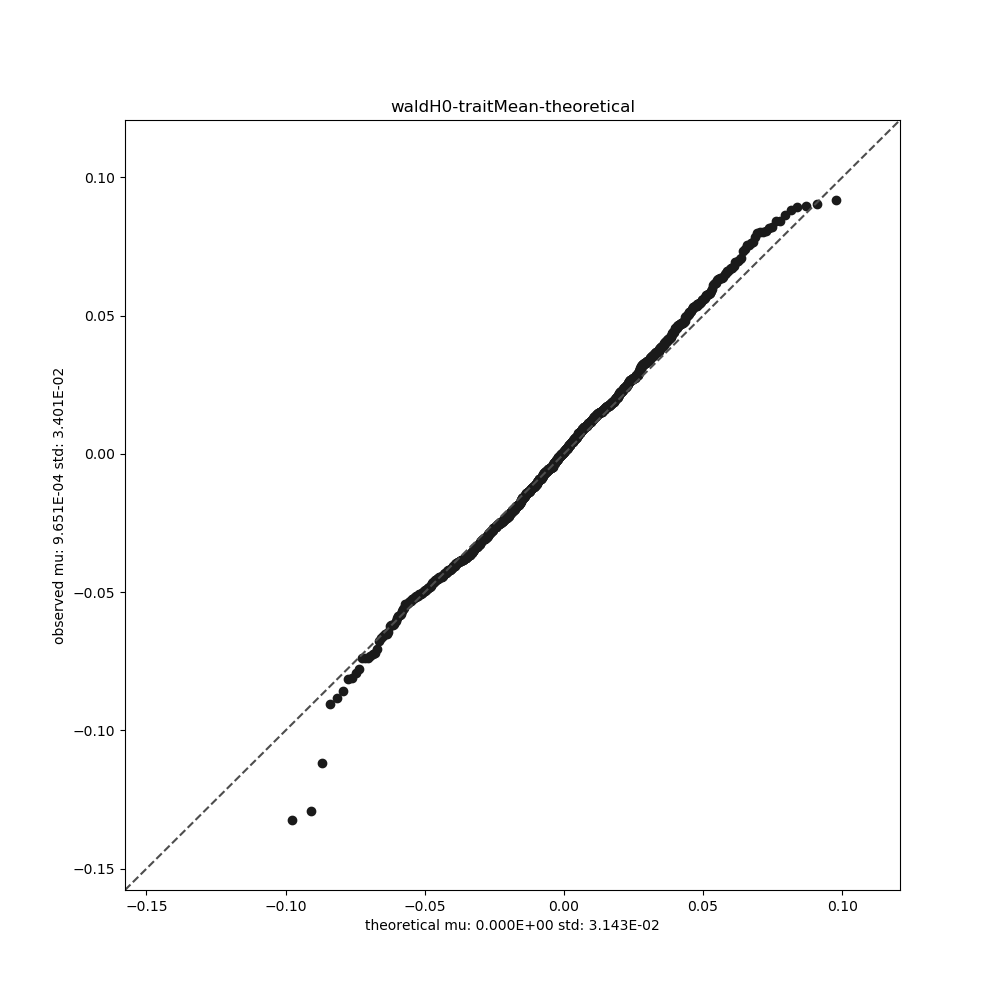 waldH0-traitMean-theoretical
0.10
0.05
0.00
−0.05
−0.10
−0.15
observed mu: 9.651E-04 std: 3.401E-02
−0.15 −0.10 −0.05 0.00 0.05 0.10
theoretical mu: 0.000E+00 std: 3.143E-02